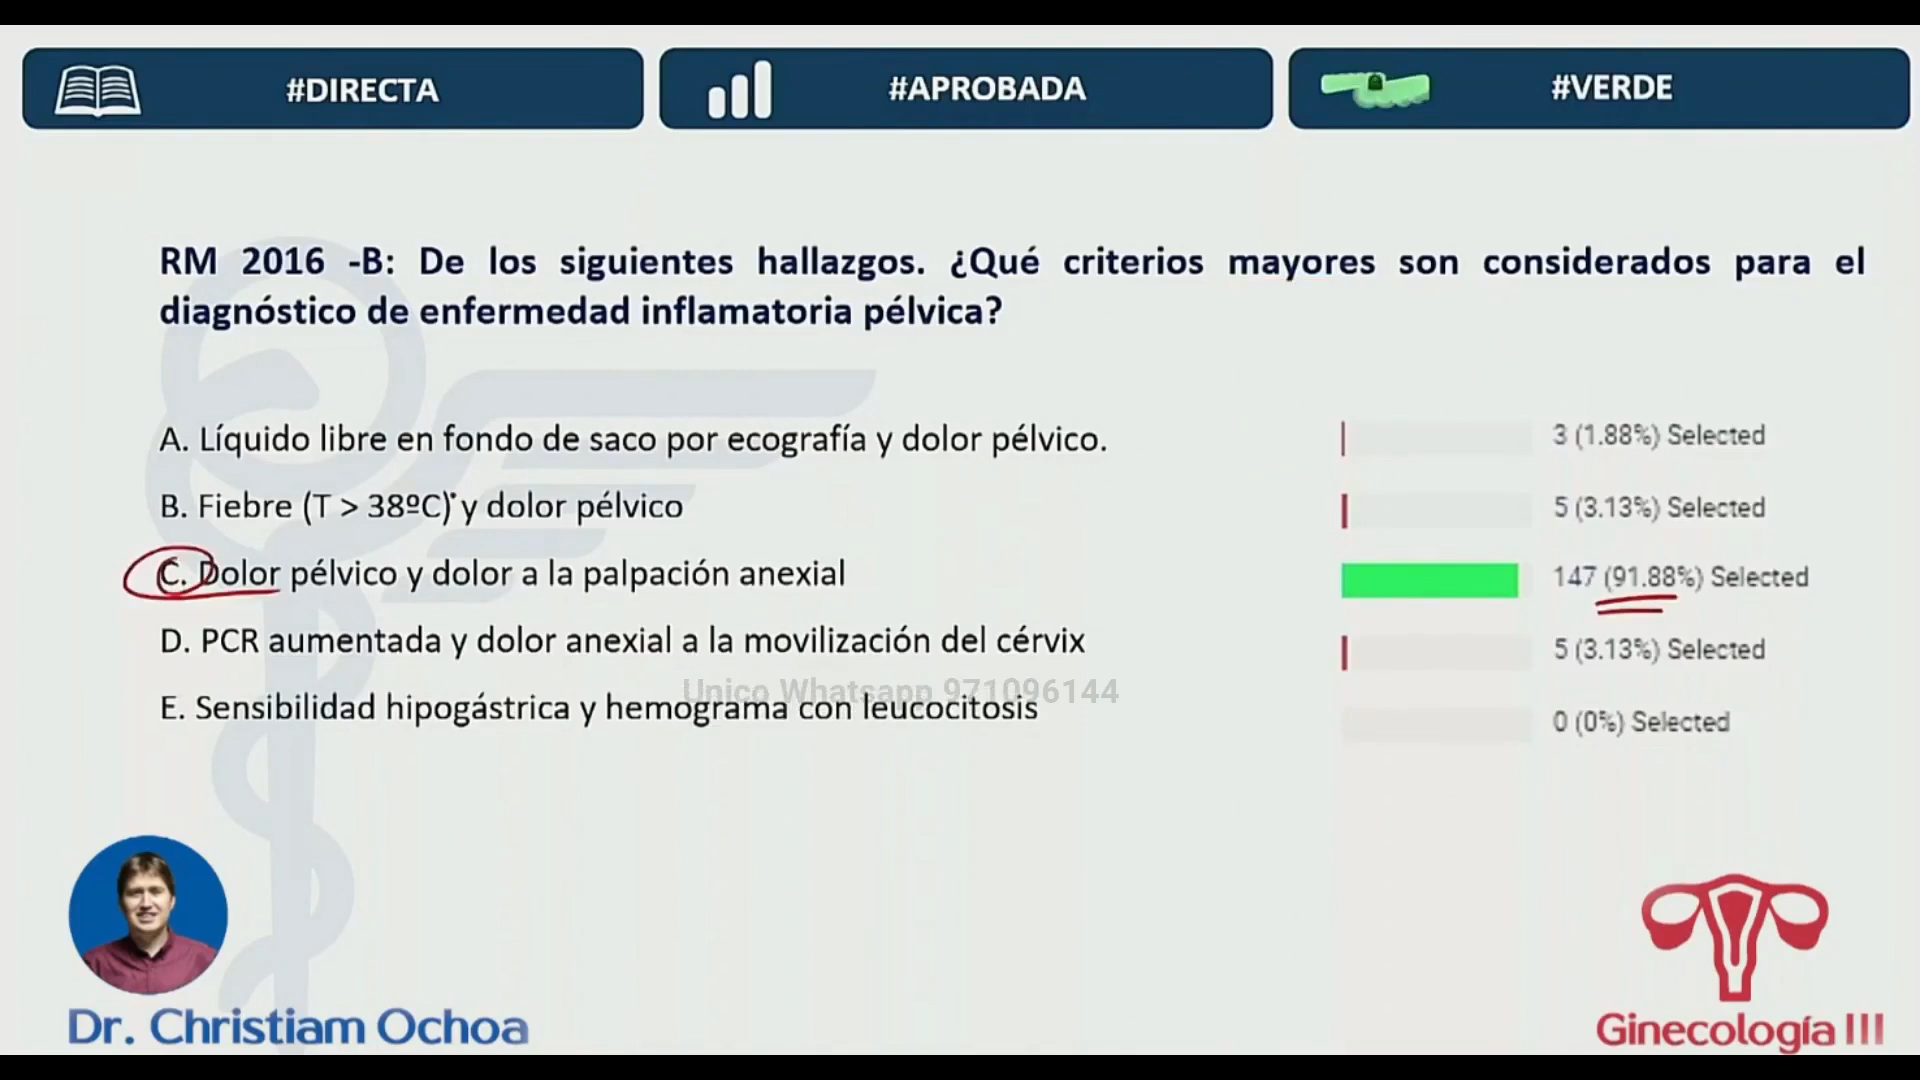 #DIRECTA
#APROBADA
#VERDE
RM 2016 -B: De los siguientes hallazgos. ¿Qué criterios mayores son considerados para el
diagnóstico de enfermedad inflamatoria pélvica?
A. Líquido libre en fondo de saco por ecografía y dolor pélvico.
3 (1.88%) Selected
B. Fiebre (T > 38ºC) y dolor pélvico
5 (3.13%) Selected
C. Dolor pélvico y dolor a la palpación anexial
147 (91.88%) Selected
D. PCR aumentada y dolor anexial a la movilización del cérvix
5 (3.13%) Selected
Unico Whatsapp 971096144
E. Sensibilidad hipogástrica y hemograma con leucocitosis
0 (0%) Selected
Dr. Christiam Ochoa
Ginecología III